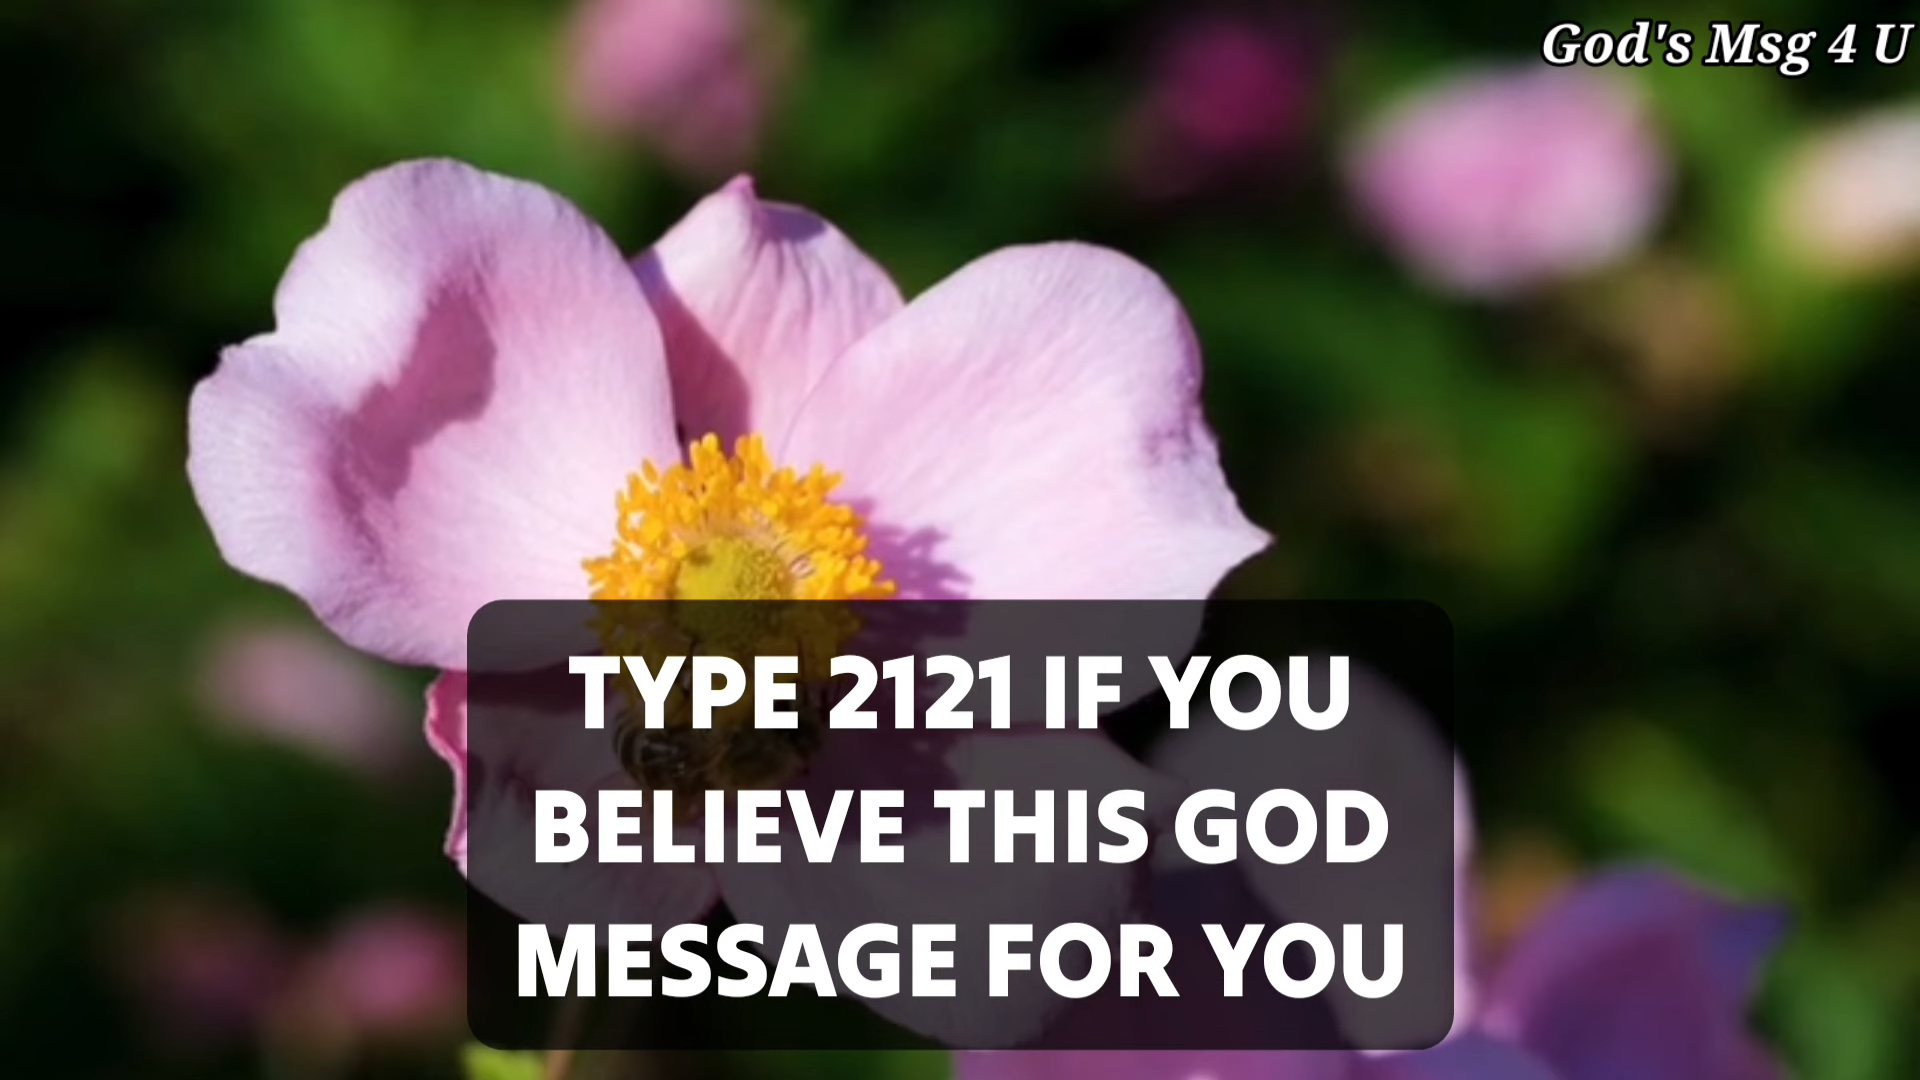 God's Msg 4 U
TYPE 2121 IF YOU
BELIEVE THIS GOD
MESSAGE FOR YOU